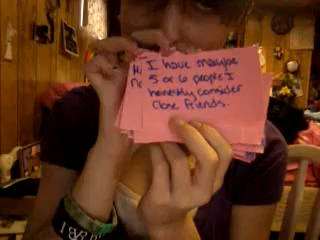 I have maybe
5 or 6 people I
honestly consider
close friends.